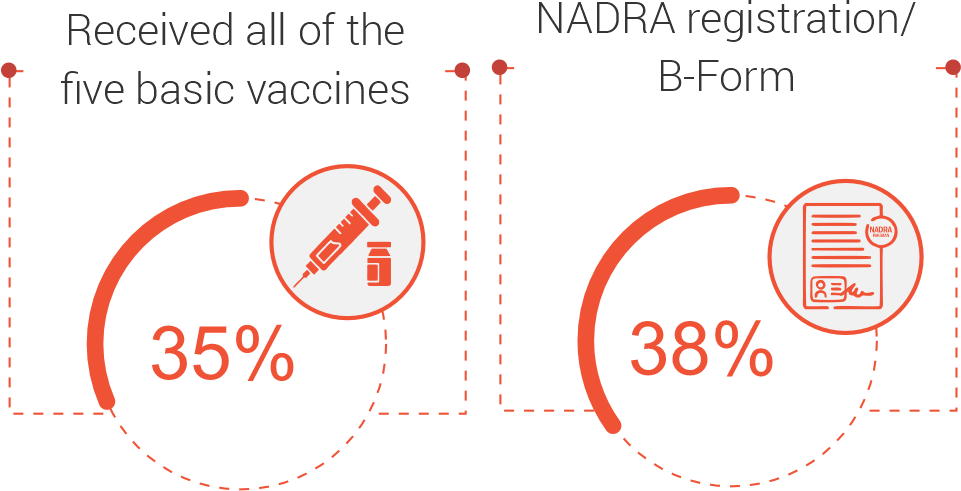 Received all of the
five basic vaccines
35%
NADRA registration/
B-Form
NADRA
38%